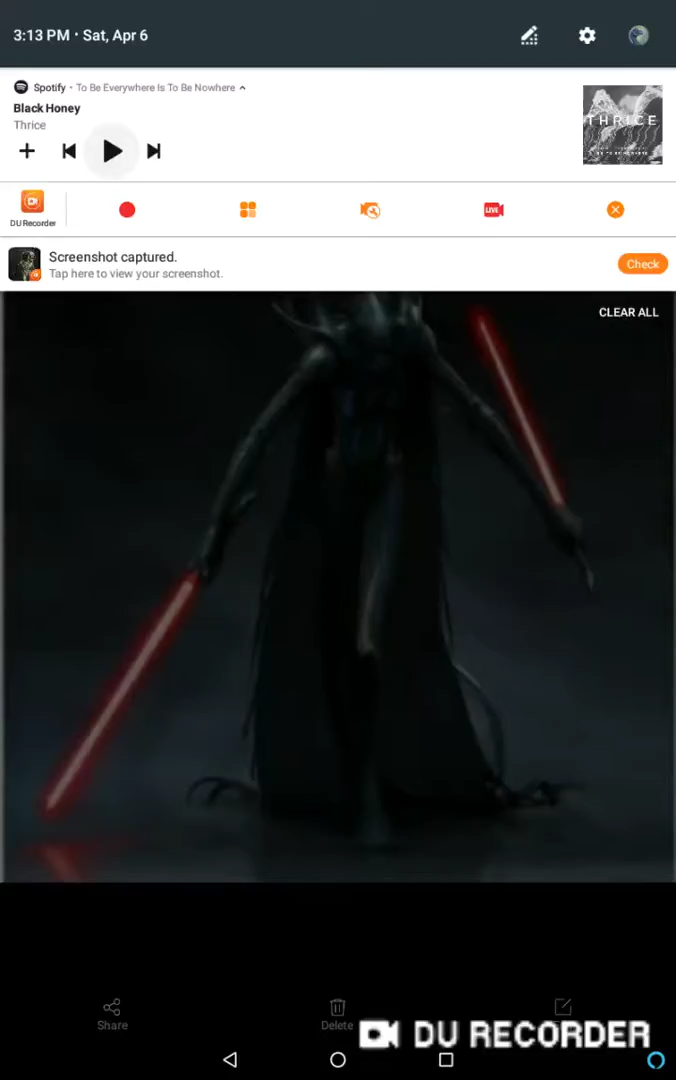 3:13 PM • Sat, Apr 6
Spotify • To Be Everywhere Is To Be Nowhere
Black Honey
Thrice
THRICE
DU Recorder
LIVE
Screenshot captured.
Tap here to view your screenshot.
Check
CLEAR ALL
Share
Delete
DU RECORDER